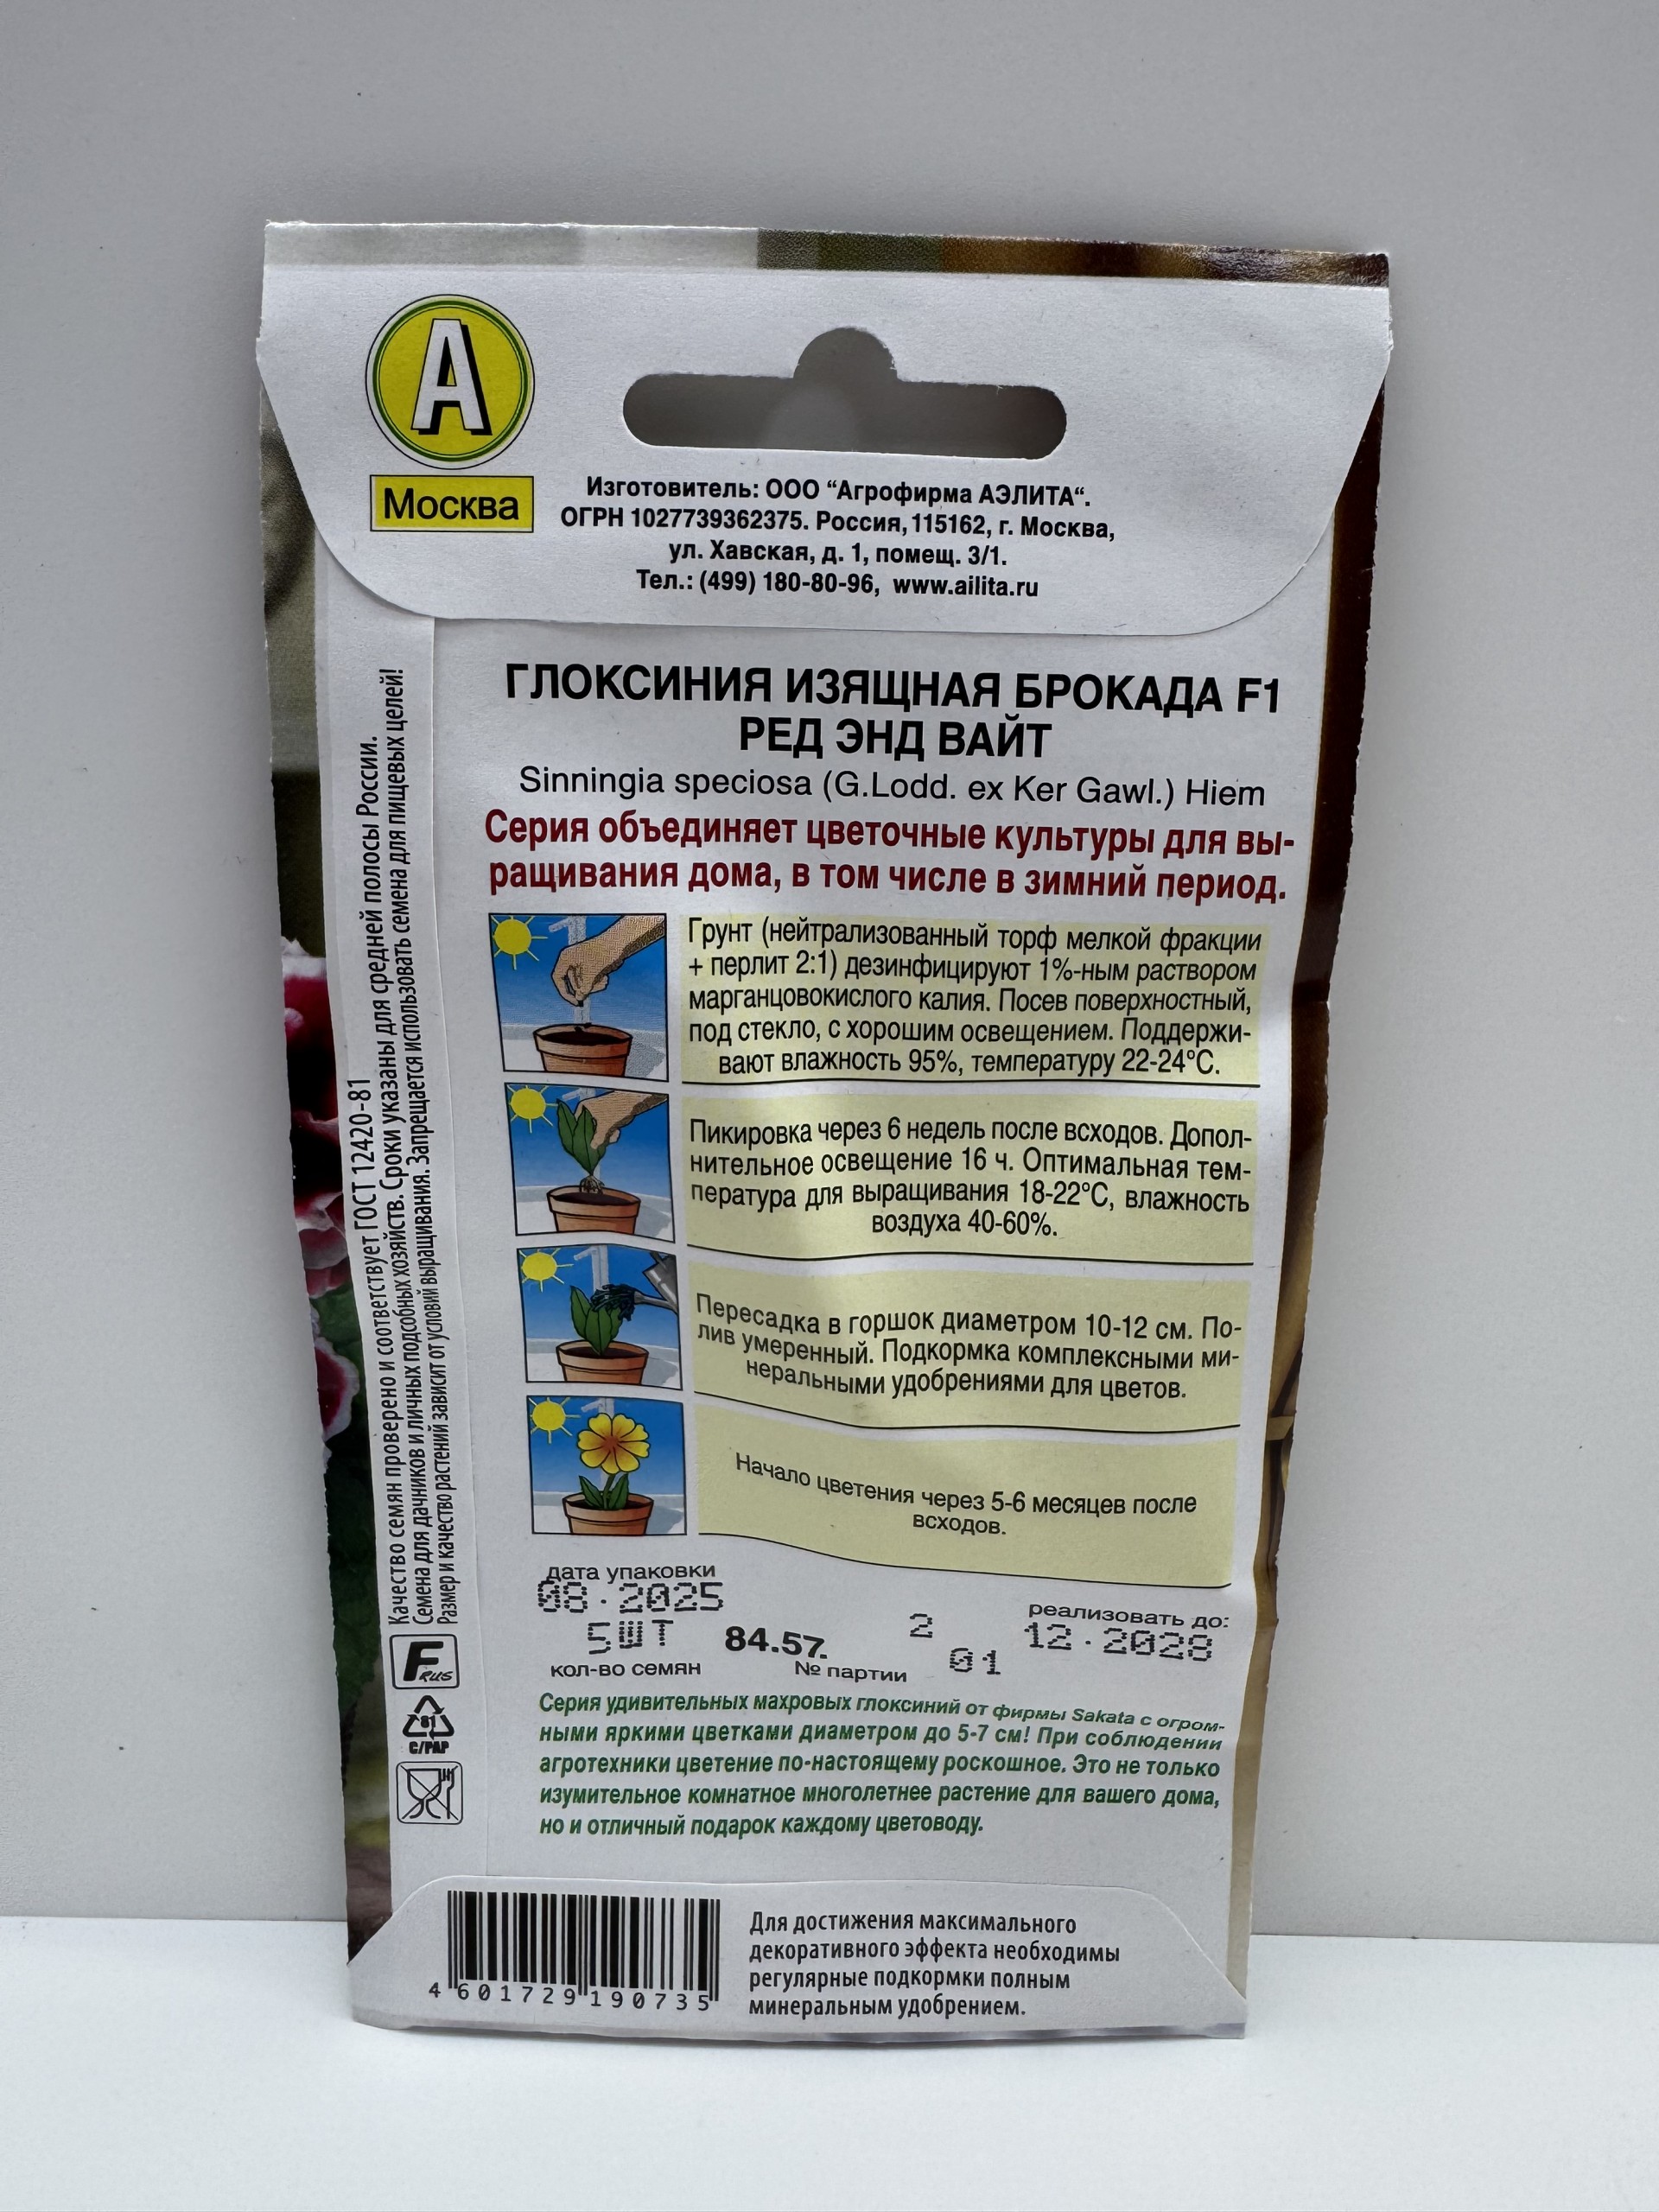 А
Москва
Изготовитель: ООО “Агрофирма АЭЛИТА“.
ОГРН 1027739362375. Россия, 115162, г. Москва,
ул. Хавская, д. 1, помещ. 3/1.
Тел.: (499) 180-80-96, www.ailita.ru
ГЛОКСИНИЯ ИЗЯЩНАЯ БРОКАДА F1
РЕД ЭНД ВАЙТ
Sinningia speciosa (G.Lodd. ex Ker Gawl.) Hiem
Серия объединяет цветочные культуры для вы-
ращивания дома, в том числе в зимний период.
Грунт (нейтрализованный торф мелкой фракции
+ перлит 2:1) дезинфицируют 1%-ным раствором
марганцовокислого калия. Посев поверхностный,
под стекло, с хорошим освещением. Поддержи-
вают влажность 95%, температуру 22-24°С.
Пикировка через 6 недель после всходов. Допол-
нительное освещение 16 ч. Оптимальная тем-
пература для выращивания 18-22°С, влажность
воздуха 40-60%.
Пересадка в горшок диаметром 10-12 см. По-
лив умеренный. Подкормка комплексными ми-
неральными удобрениями для цветов.
Начало цветения через 5-6 месяцев после
всходов.
дата упаковки
08.2025
5ШТ
кол-во семян
84.57.
№ партии
2
01
реализовать до:
12.2028
Серия удивительных махровых глоксиний от фирмы Sakata с огром-
ными яркими цветками диаметром до 5-7 см! При соблюдении
агротехники цветение по-настоящему роскошное. Это не только
изумительное комнатное многолетнее растение для вашего дома,
но и отличный подарок каждому цветоводу.
Качество семян проверено и соответствует ГОСТ 12420-81
Семена для дачников и личных подсобных хозяйств. Сроки указаны для средней полосы России.
Размер и качество растений зависит от условий выращивания. Запрещается использовать семена для пищевых целей!
F RUS
81
C/PAP
4 601729 190735
Для достижения максимального
декоративного эффекта необходимы
регулярные подкормки полным
минеральным удобрением.